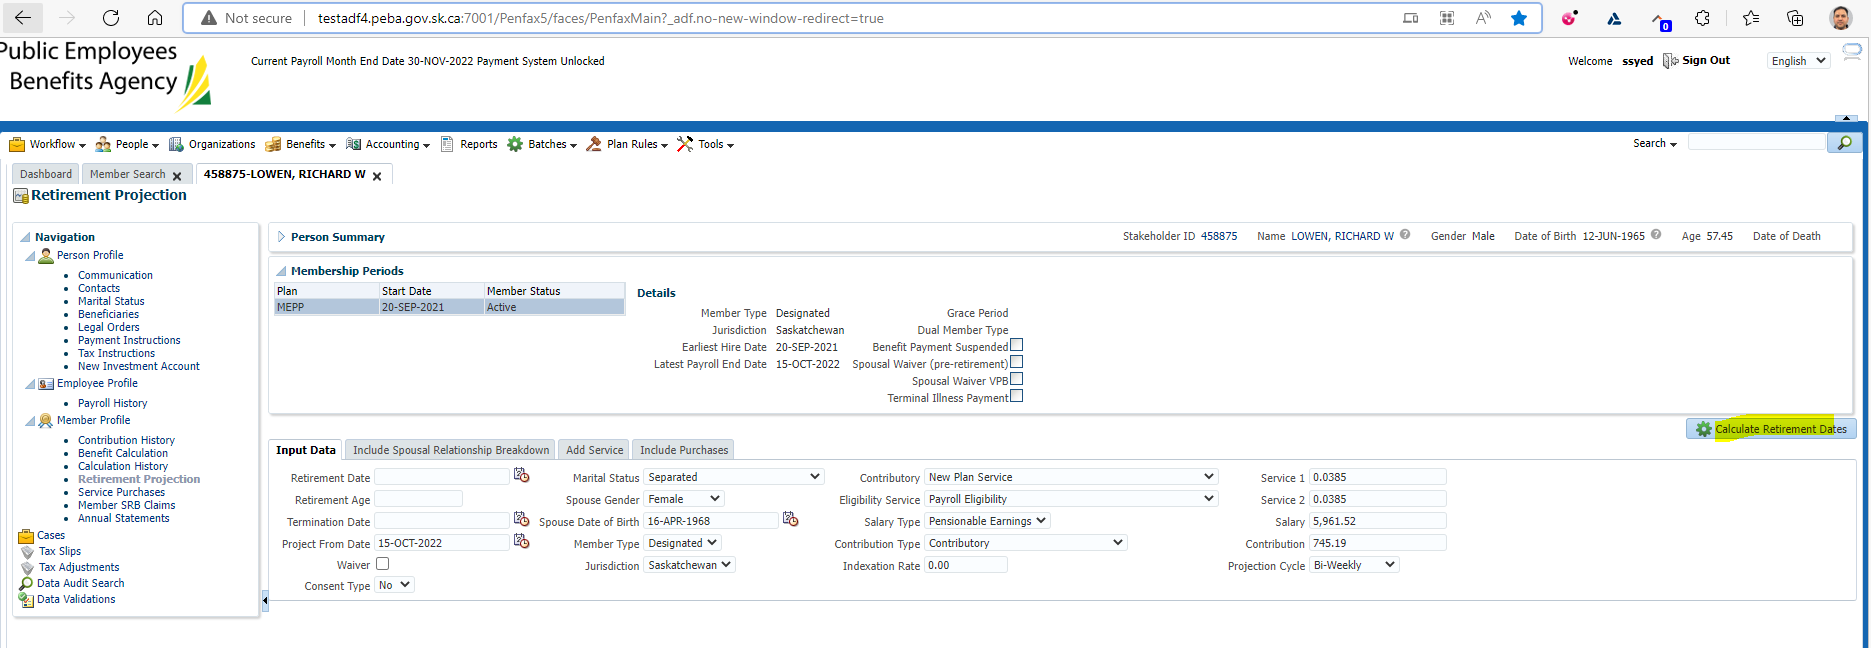 Not secure | testadf4.peba.gov.sk.ca:7001/Penfax5/faces/PenfaxMain?_adf.no-new-window-redirect=true
0
Public Employees
Benefits Agency
Current Payroll Month End Date 30-NOV-2022 Payment System Unlocked
Welcome ssyed Sign Out English
Workflow People Organizations Benefits Accounting Reports Batches Plan Rules Tools Search
Dashboard Member Search 458875-LOWEN, RICHARD W
Retirement Projection
Navigation
Person Profile
Communication
Contacts
Marital Status
Beneficiaries
Legal Orders
Payment Instructions
Tax Instructions
New Investment Account
Employee Profile
Payroll History
Member Profile
Contribution History
Benefit Calculation
Calculation History
Retirement Projection
Service Purchases
Member SRB Claims
Annual Statements
Cases
Tax Slips
Tax Adjustments
Data Audit Search
Data Validations
Person Summary Stakeholder ID 458875 Name LOWEN, RICHARD W Gender Male Date of Birth 12-JUN-1965 Age 57.45 Date of Death
Membership Periods
Plan Start Date Member Status
MEPP 20-SEP-2021 Active
Details
Member Type Designated Grace Period
Jurisdiction Saskatchewan Dual Member Type
Earliest Hire Date 20-SEP-2021 Benefit Payment Suspended
Latest Payroll End Date 15-OCT-2022 Spousal Waiver (pre-retirement)
Spousal Waiver VPB
Terminal Illness Payment
Calculate Retirement Dates
Input Data Include Spousal Relationship Breakdown Add Service Include Purchases
Retirement Date Marital Status Separated Contributory New Plan Service Service 1 0.0385
Retirement Age Spouse Gender Female Eligibility Service Payroll Eligibility Service 2 0.0385
Termination Date Spouse Date of Birth 16-APR-1968 Salary Type Pensionable Earnings Salary 5,961.52
Project From Date 15-OCT-2022 Member Type Designated Contribution Type Contributory Contribution 745.19
Waiver Jurisdiction Saskatchewan Indexation Rate 0.00 Projection Cycle Bi-Weekly
Consent Type No